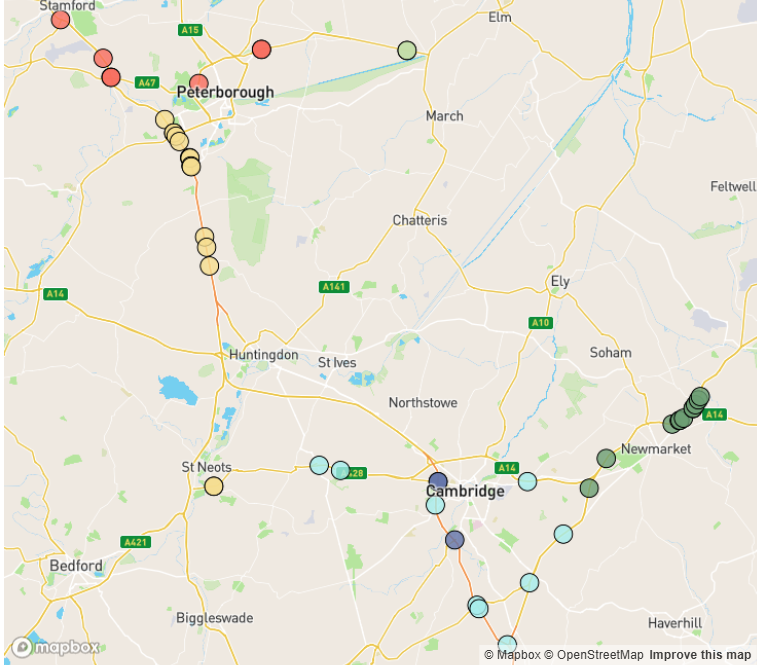 Stamford
A15
Elm
A47
Peterborough
March
Feltwell
Chatteris
Ely
A14
A141
A10
Huntingdon
St Ives
Soham
Northstowe
A14
Newmarket
St Neots
A428
A14
Cambridge
A421
Bedford
Biggleswade
Haverhill
mapbox
© Mapbox © OpenStreetMap Improve this map